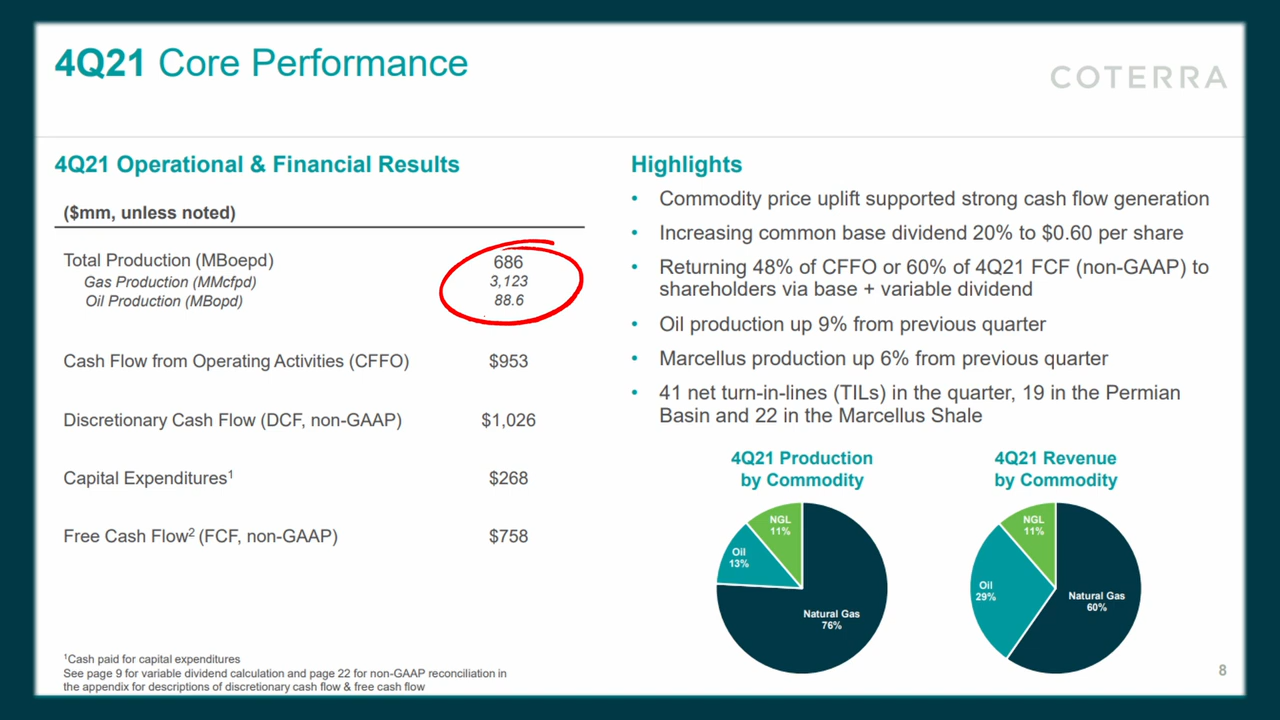 4Q21 Core Performance
COTERRA
4Q21 Operational & Financial Results
($mm, unless noted)
Total Production (MBoepd) 686
Gas Production (MMcfpd) 3,123
Oil Production (MBopd) 88.6
Cash Flow from Operating Activities (CFFO) $953
Discretionary Cash Flow (DCF, non-GAAP) $1,026
Capital Expenditures¹ $268
Free Cash Flow² (FCF, non-GAAP) $758
¹Cash paid for capital expenditures
See page 9 for variable dividend calculation and page 22 for non-GAAP reconciliation in
the appendix for descriptions of discretionary cash flow & free cash flow
Highlights
• Commodity price uplift supported strong cash flow generation
• Increasing common base dividend 20% to $0.60 per share
• Returning 48% of CFFO or 60% of 4Q21 FCF (non-GAAP) to
shareholders via base + variable dividend
• Oil production up 9% from previous quarter
• Marcellus production up 6% from previous quarter
• 41 net turn-in-lines (TILs) in the quarter, 19 in the Permian
Basin and 22 in the Marcellus Shale
4Q21 Production
by Commodity
NGL
11%
Oil
13%
Natural Gas
76%
4Q21 Revenue
by Commodity
NGL
11%
Oil
29%
Natural Gas
60%
8